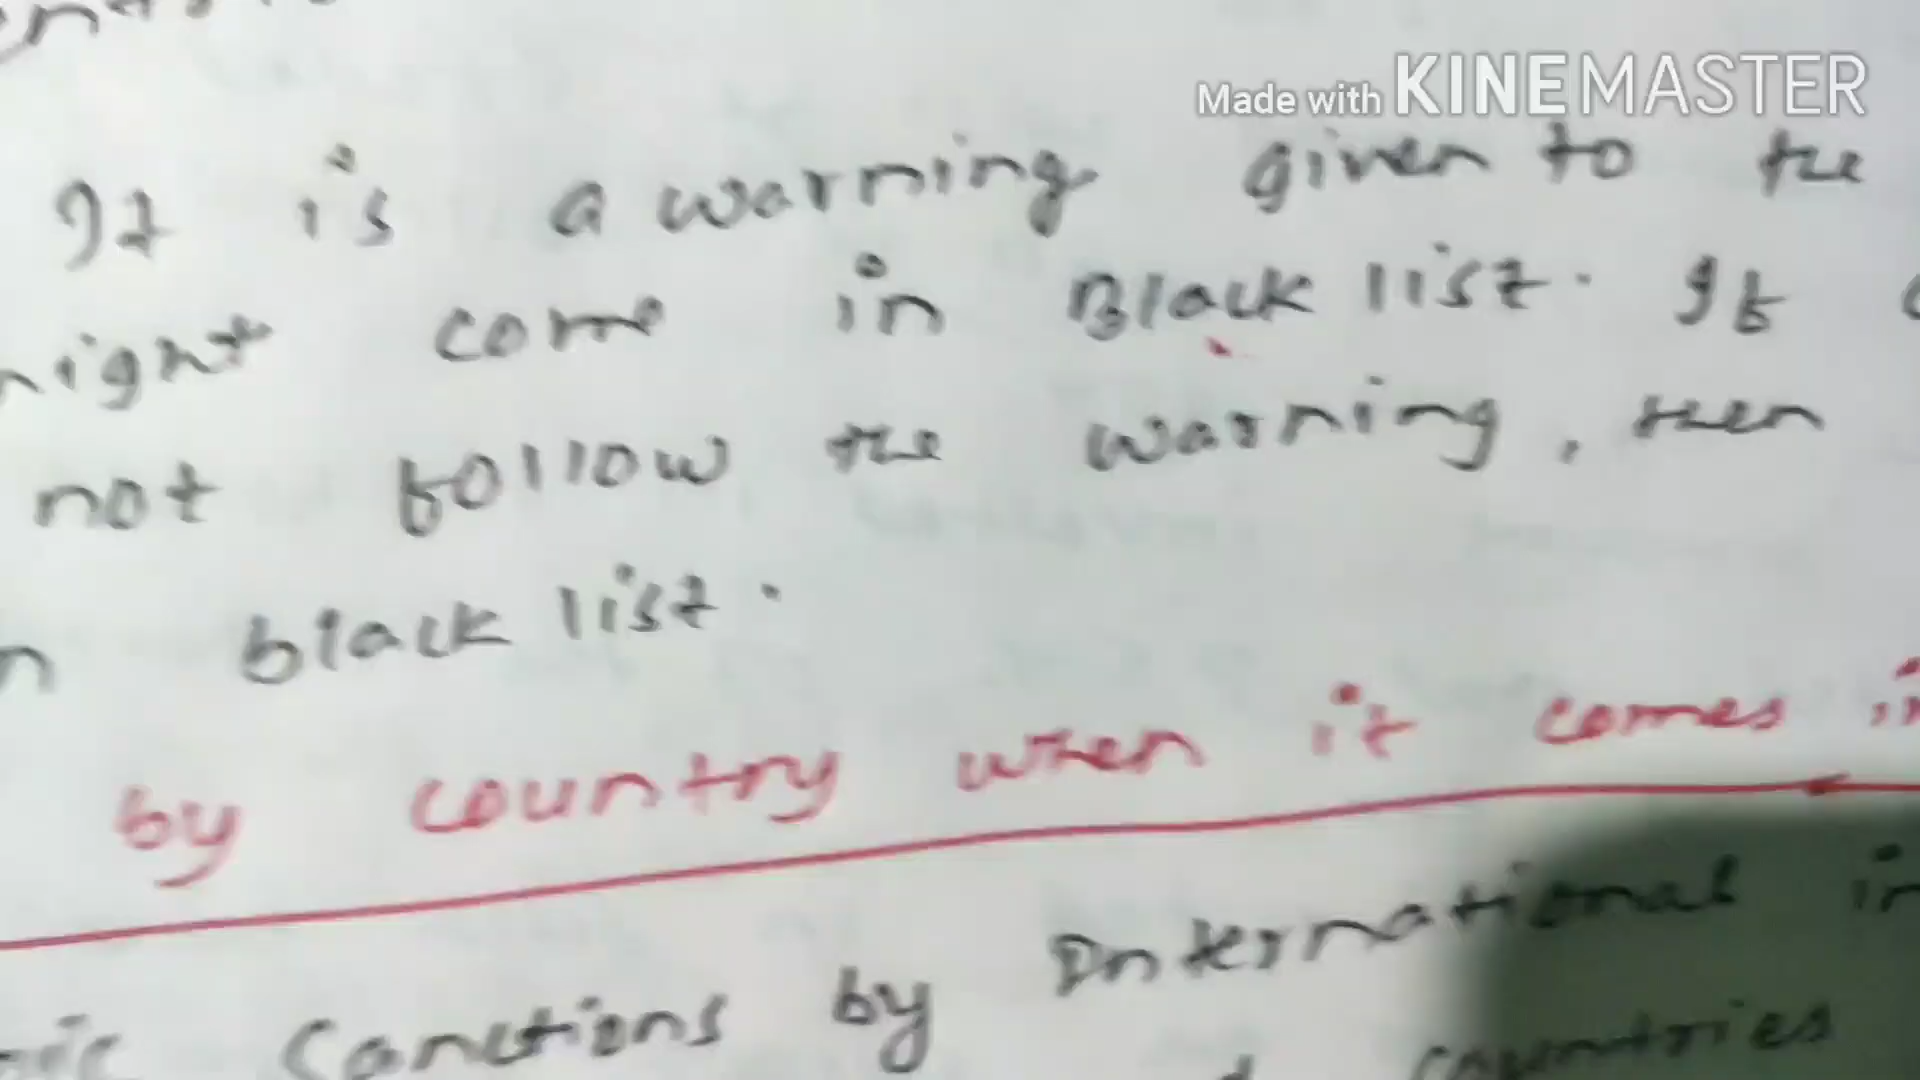 Made with KINEMASTER
It is a warning given to the
might come in Black list. If
not follow the warning, then
black list.
by country when it comes in
Sanctions by International
countries